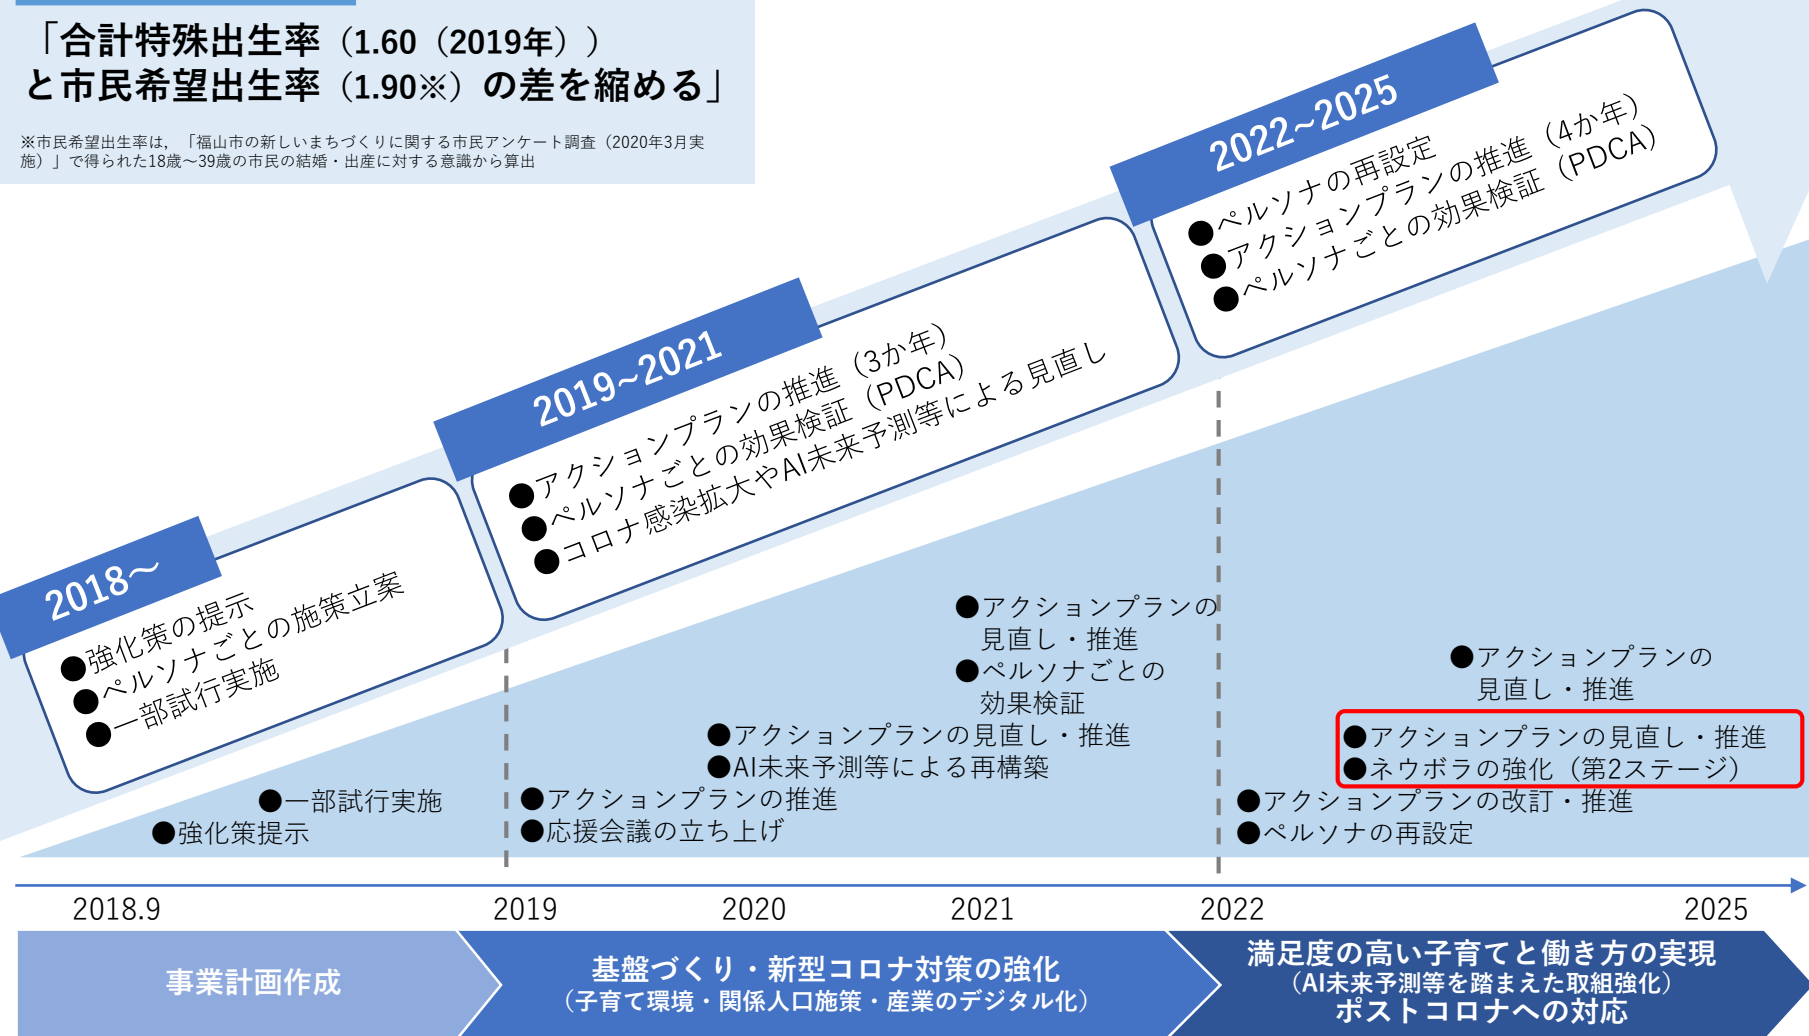 「合計特殊出生率（1.60（2019年））
と市民希望出生率（1.90※）の差を縮める」
※市民希望出生率は，「福山市の新しいまちづくりに関する市民アンケート調査（2020年3月実
施）」で得られた18歳～39歳の市民の結婚・出産に対する意識から算出
2018～
●強化策の提示
●ペルソナごとの施策立案
●一部試行実施
2019~2021
●アクションプランの推進（3か年）
●ペルソナごとの効果検証（PDCA）
●コロナ感染拡大やAI未来予測等による見直し
2022~2025
●ペルソナの再設定
●アクションプランの推進（4か年）
●ペルソナごとの効果検証（PDCA）
●一部試行実施
●強化策提示
●アクションプランの
見直し・推進
●ペルソナごとの
効果検証
●アクションプランの見直し・推進
●AI未来予測等による再構築
●アクションプランの推進
●応援会議の立ち上げ
●アクションプランの
見直し・推進
●アクションプランの見直し・推進
●ネウボラの強化（第2ステージ）
●アクションプランの改訂・推進
●ペルソナの再設定
2018.9
2019
2020
2021
2022
2025
事業計画作成
基盤づくり・新型コロナ対策の強化
（子育て環境・関係人口施策・産業のデジタル化）
満足度の高い子育てと働き方の実現
（AI未来予測等を踏まえた取組強化）
ポストコロナへの対応